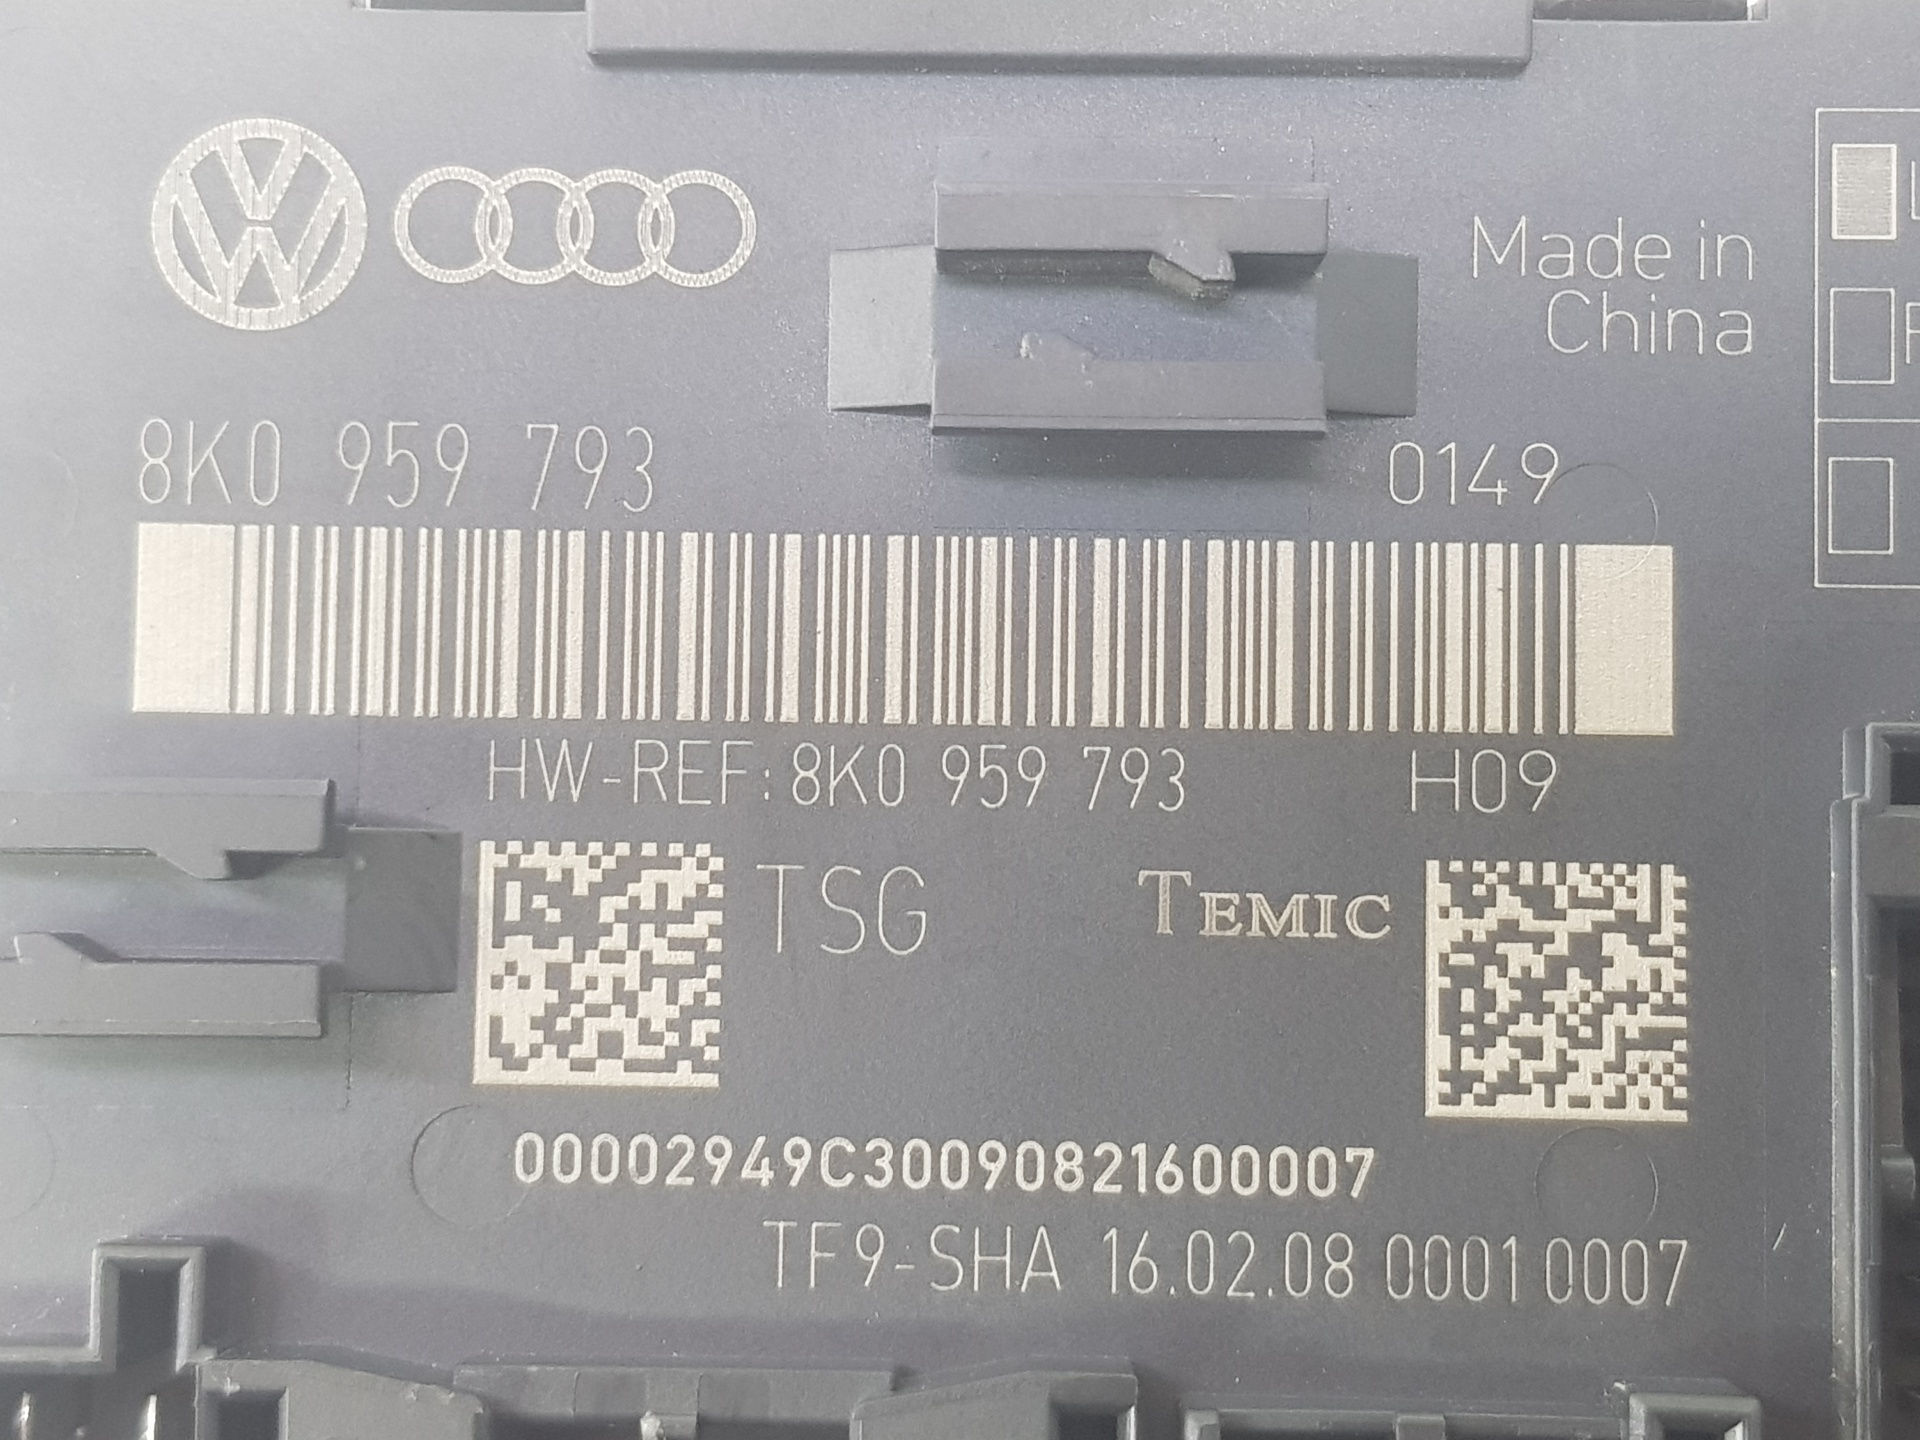 Made in
China
8K0 959 793 0149
HW-REF: 8K0 959 793 H09
TSG TEMIC
00002949C30090821600007
TF9-SHA 16.02.08 0001 0007